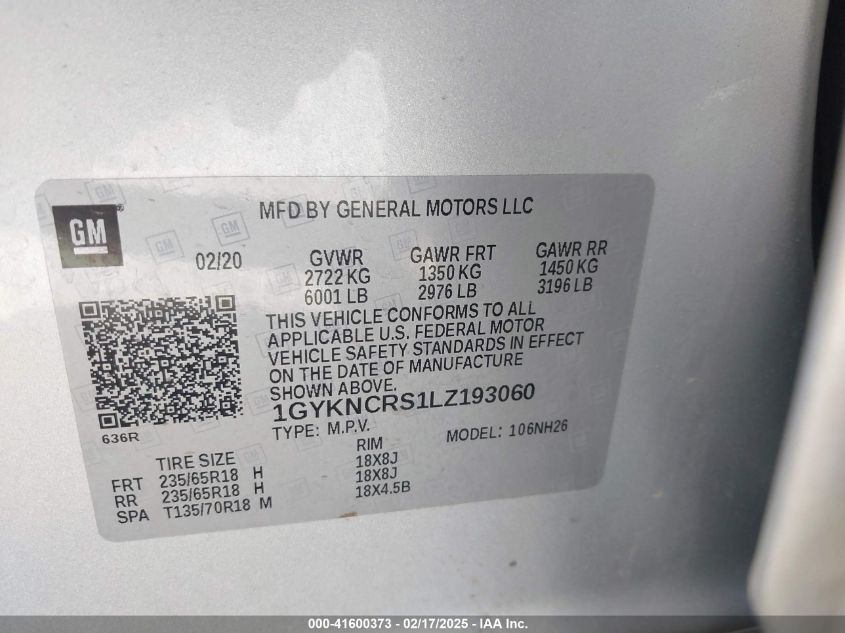 GM
MFD BY GENERAL MOTORS LLC
02/20 GVWR GAWR FRT GAWR RR
2722 KG 1350 KG 1450 KG
6001 LB 2976 LB 3196 LB
THIS VEHICLE CONFORMS TO ALL
APPLICABLE U.S. FEDERAL MOTOR
VEHICLE SAFETY STANDARDS IN EFFECT
ON THE DATE OF MANUFACTURE
SHOWN ABOVE.
1GYKNCRS1LZ193060
636R
TYPE: M.P.V. MODEL: 106NH26
TIRE SIZE RIM
FRT 235/65R18 H 18X8J
RR 235/65R18 H 18X8J
SPA T135/70R18 M 18X4.5B
000-41600373 - 02/17/2025 - IAA Inc.